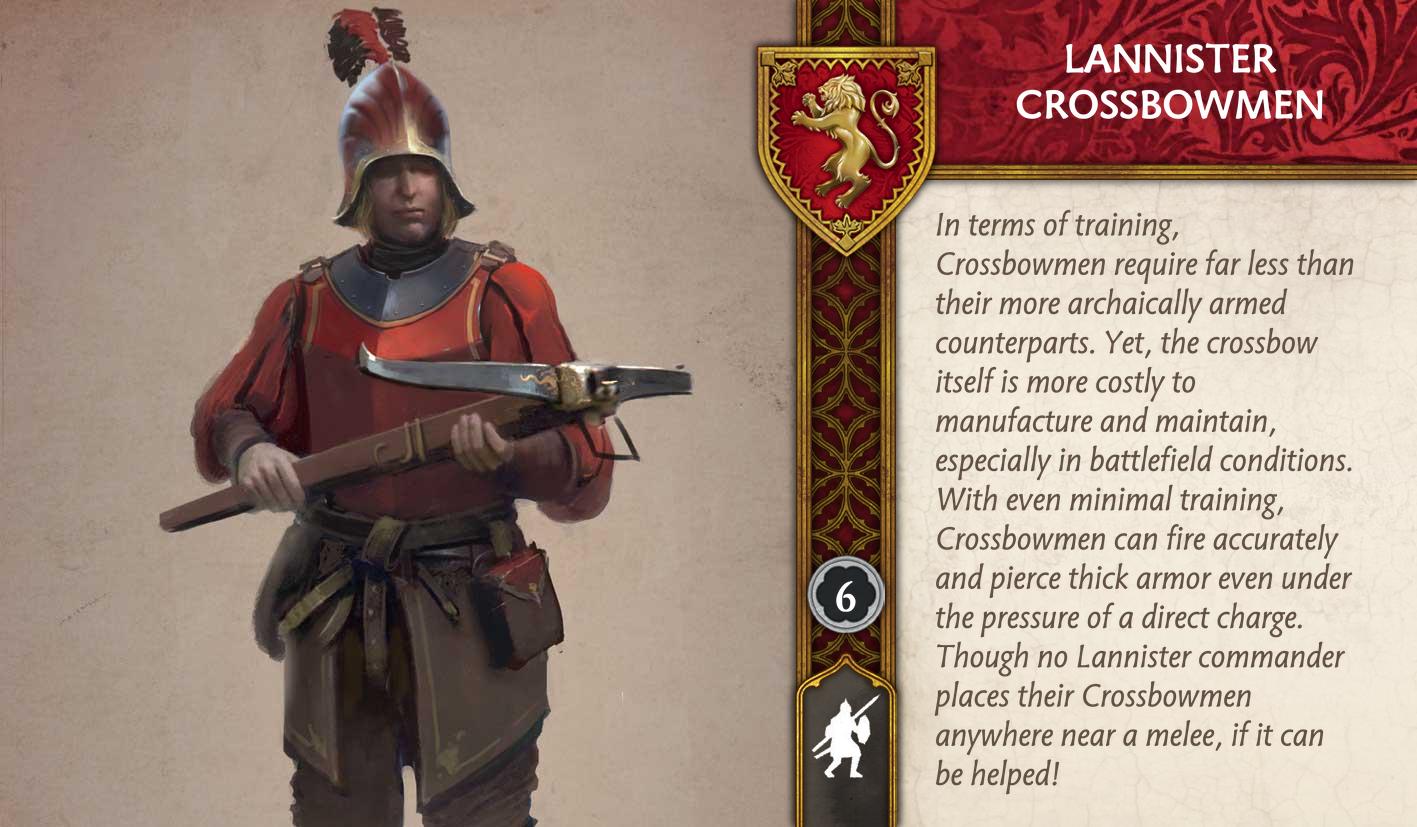 LANNISTER
CROSSBOWMEN
In terms of training,
Crossbowmen require far less than
their more archaically armed
counterparts. Yet, the crossbow
itself is more costly to
manufacture and maintain,
especially in battlefield conditions.
With even minimal training,
Crossbowmen can fire accurately
and pierce thick armor even under
the pressure of a direct charge.
Though no Lannister commander
places their Crossbowmen
anywhere near a melee, if it can
be helped!
6